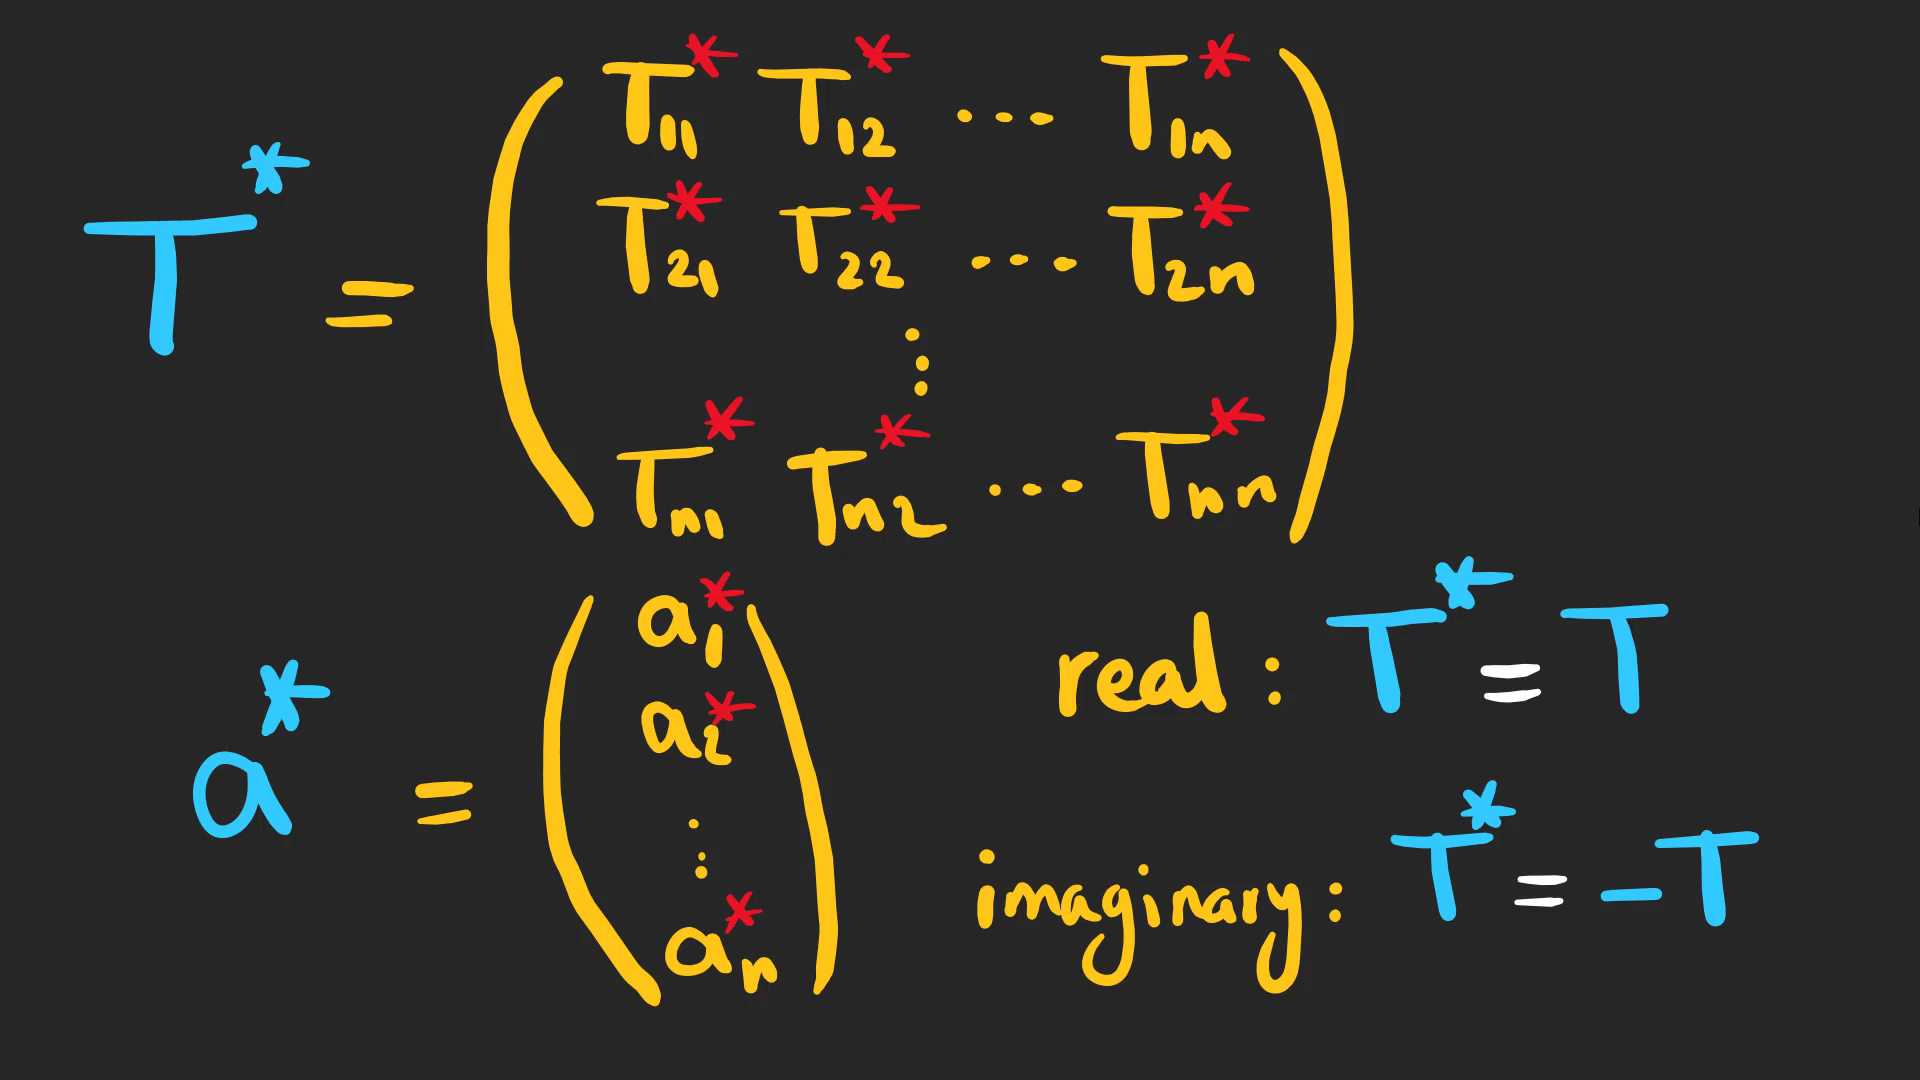 T* = ( T₁₁* T₁₂* ... T₁ₙ*
T₂₁* T₂₂* ... T₂ₙ*
⋮
Tₙ₁* Tₙ₂* ... Tₙₙ* )
a* = ( a₁*
a₂*
⋮
aₙ* )
real: T* = T
imaginary: T* = -T